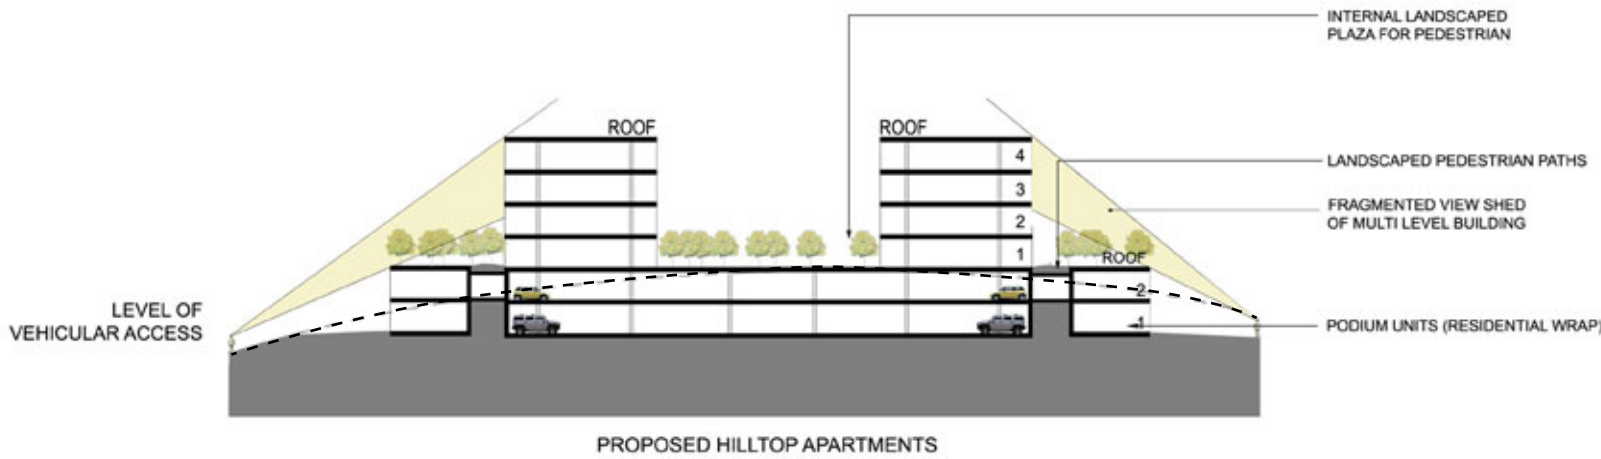 INTERNAL LANDSCAPED
PLAZA FOR PEDESTRIAN
ROOF
ROOF
4
LANDSCAPED PEDESTRIAN PATHS
3
FRAGMENTED VIEW SHED
OF MULTI LEVEL BUILDING
2
1
ROOF
2
LEVEL OF
VEHICULAR ACCESS
1
PODIUM UNITS (RESIDENTIAL WRAP)
PROPOSED HILLTOP APARTMENTS